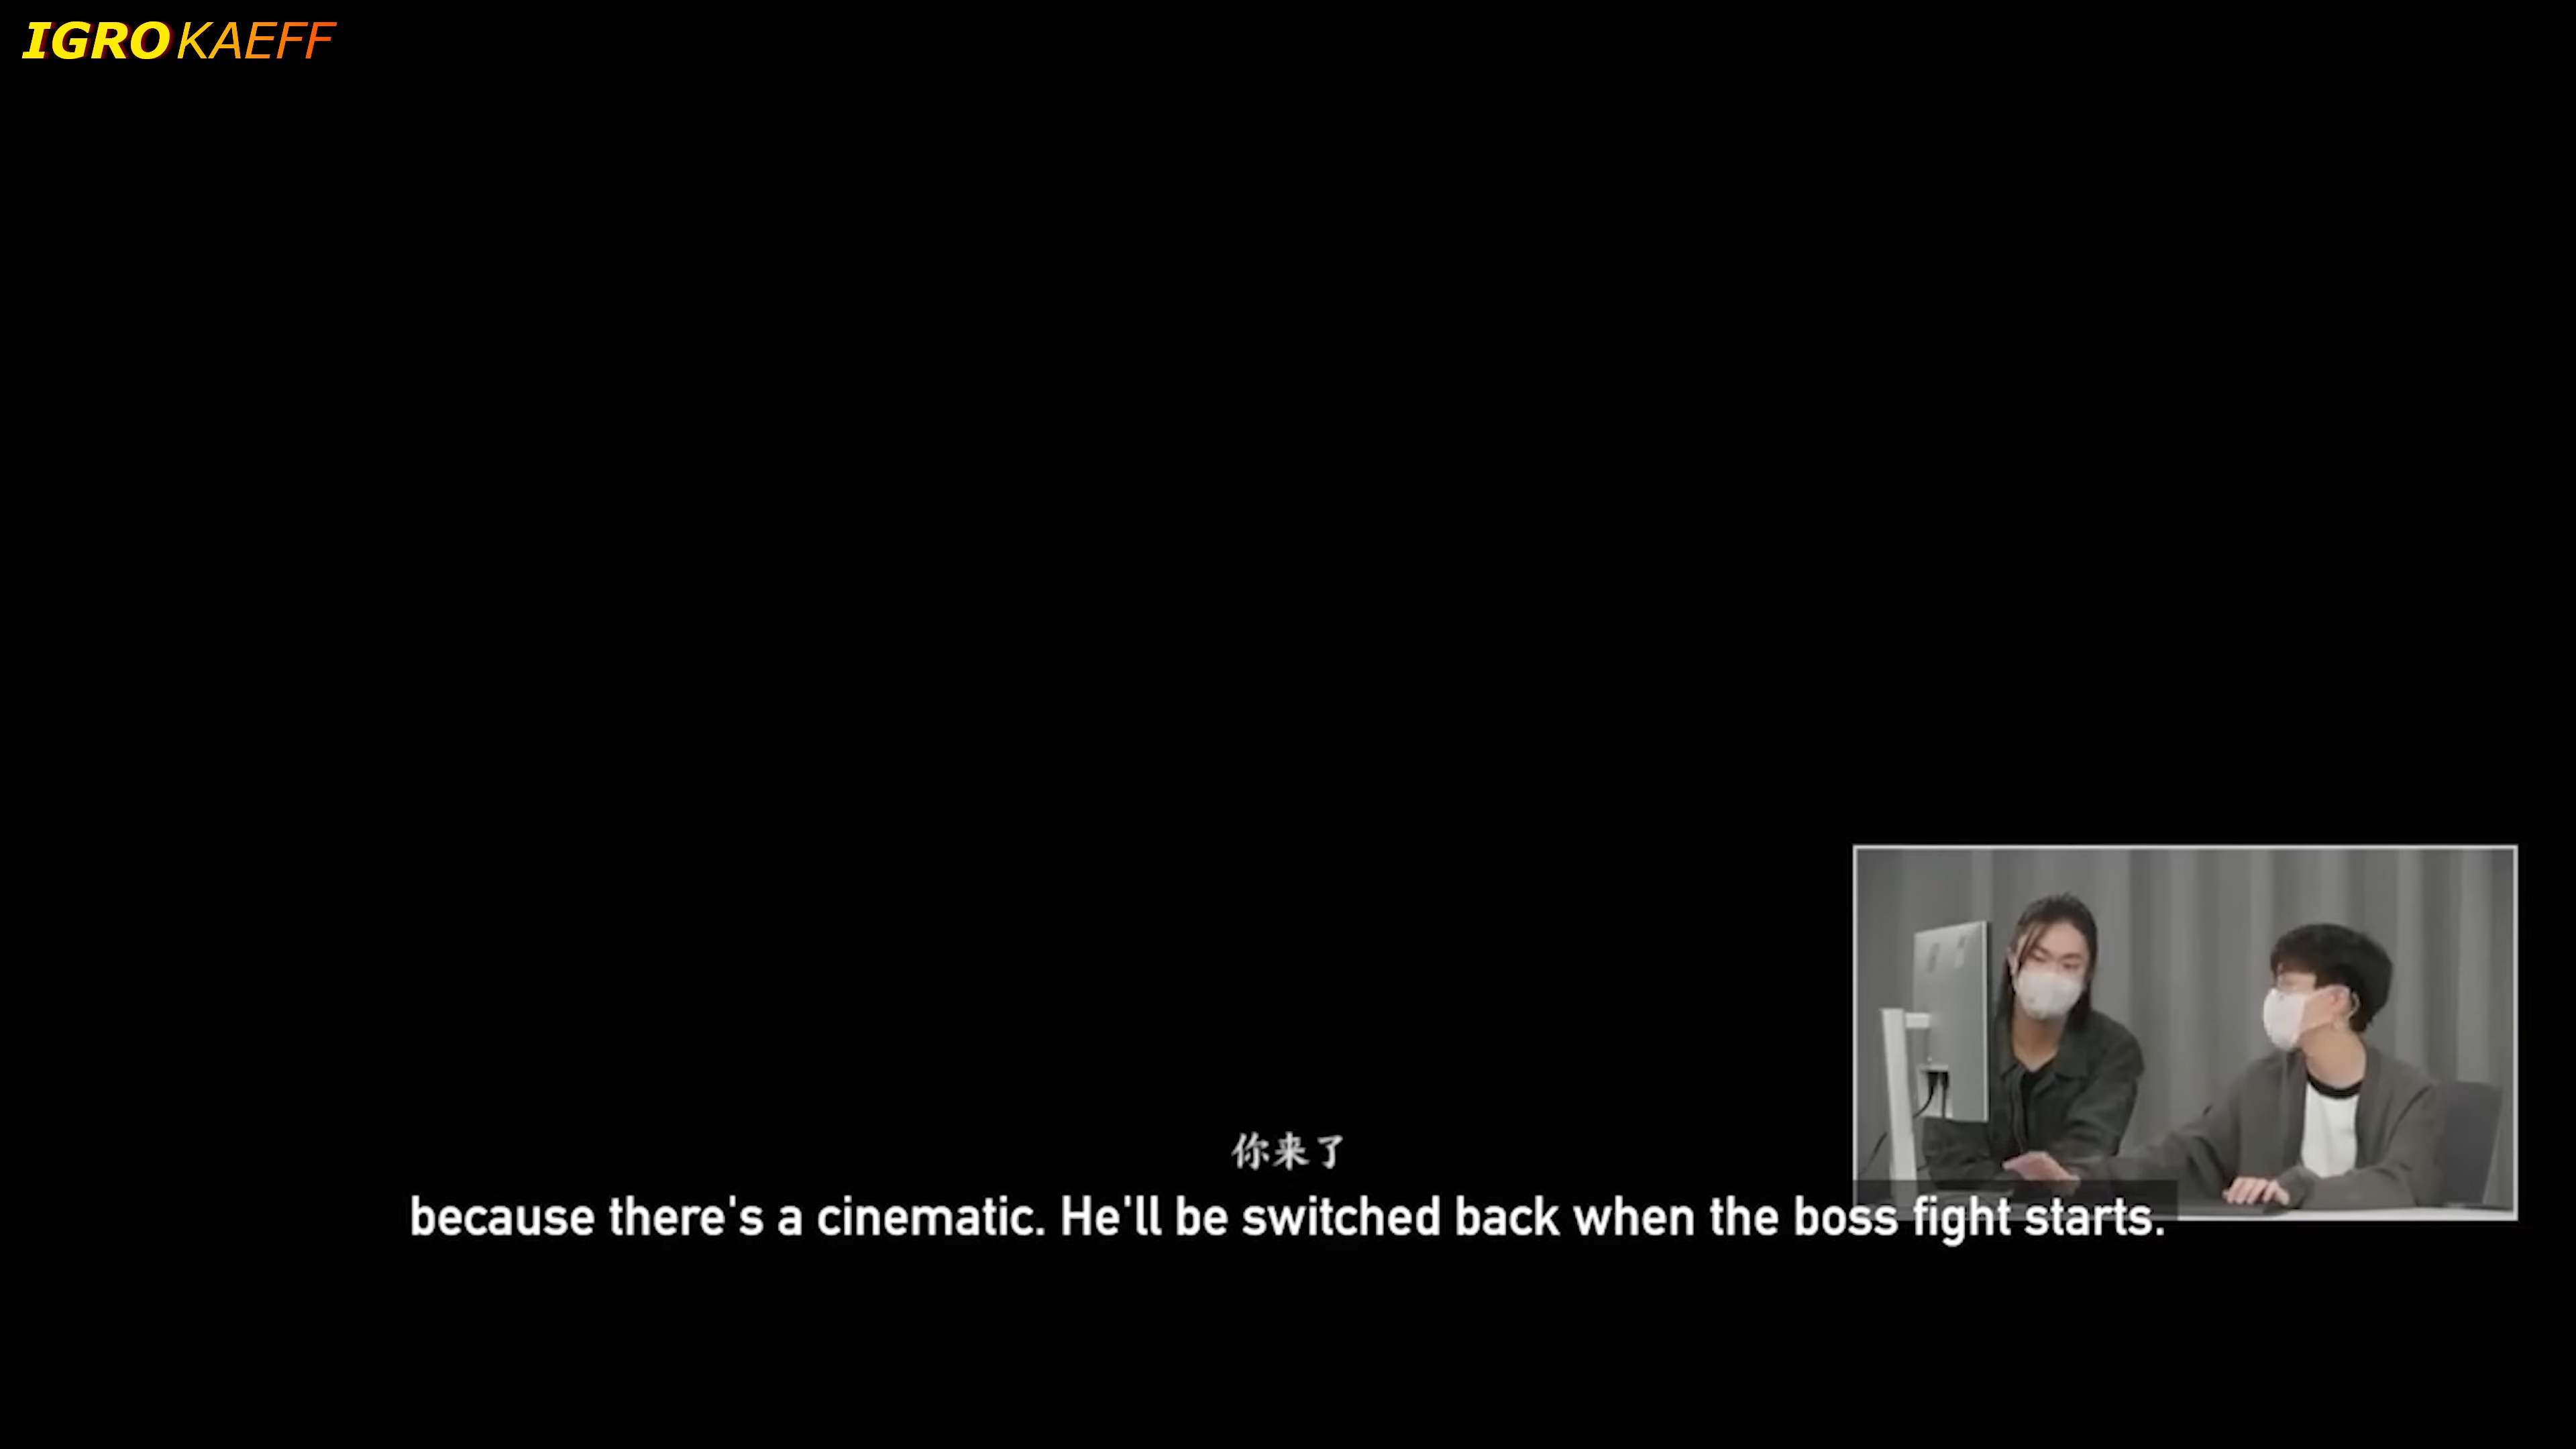 IGROKAEFF
你来了
because there's a cinematic. He'll be switched back when the boss fight starts.